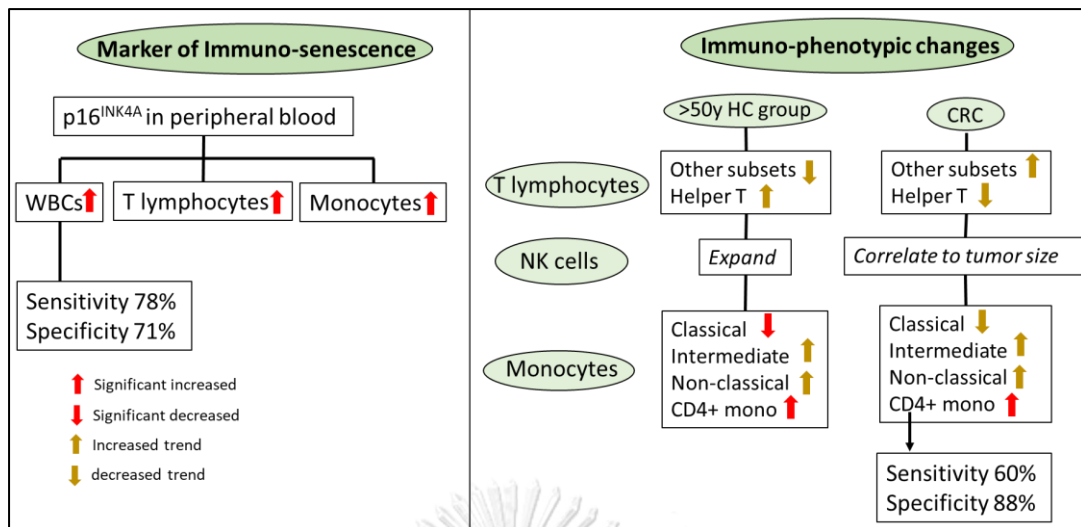 Marker of Immuno-senescence
p16INK4A in peripheral blood
WBCs
T lymphocytes
Monocytes
Sensitivity 78%
Specificity 71%
Significant increased
Significant decreased
Increased trend
decreased trend
Immuno-phenotypic changes
>50y HC group
CRC
T lymphocytes
Other subsets
Helper T
Other subsets
Helper T
NK cells
Expand
Correlate to tumor size
Monocytes
Classical
Intermediate
Non-classical
CD4+ mono
Classical
Intermediate
Non-classical
CD4+ mono
Sensitivity 60%
Specificity 88%